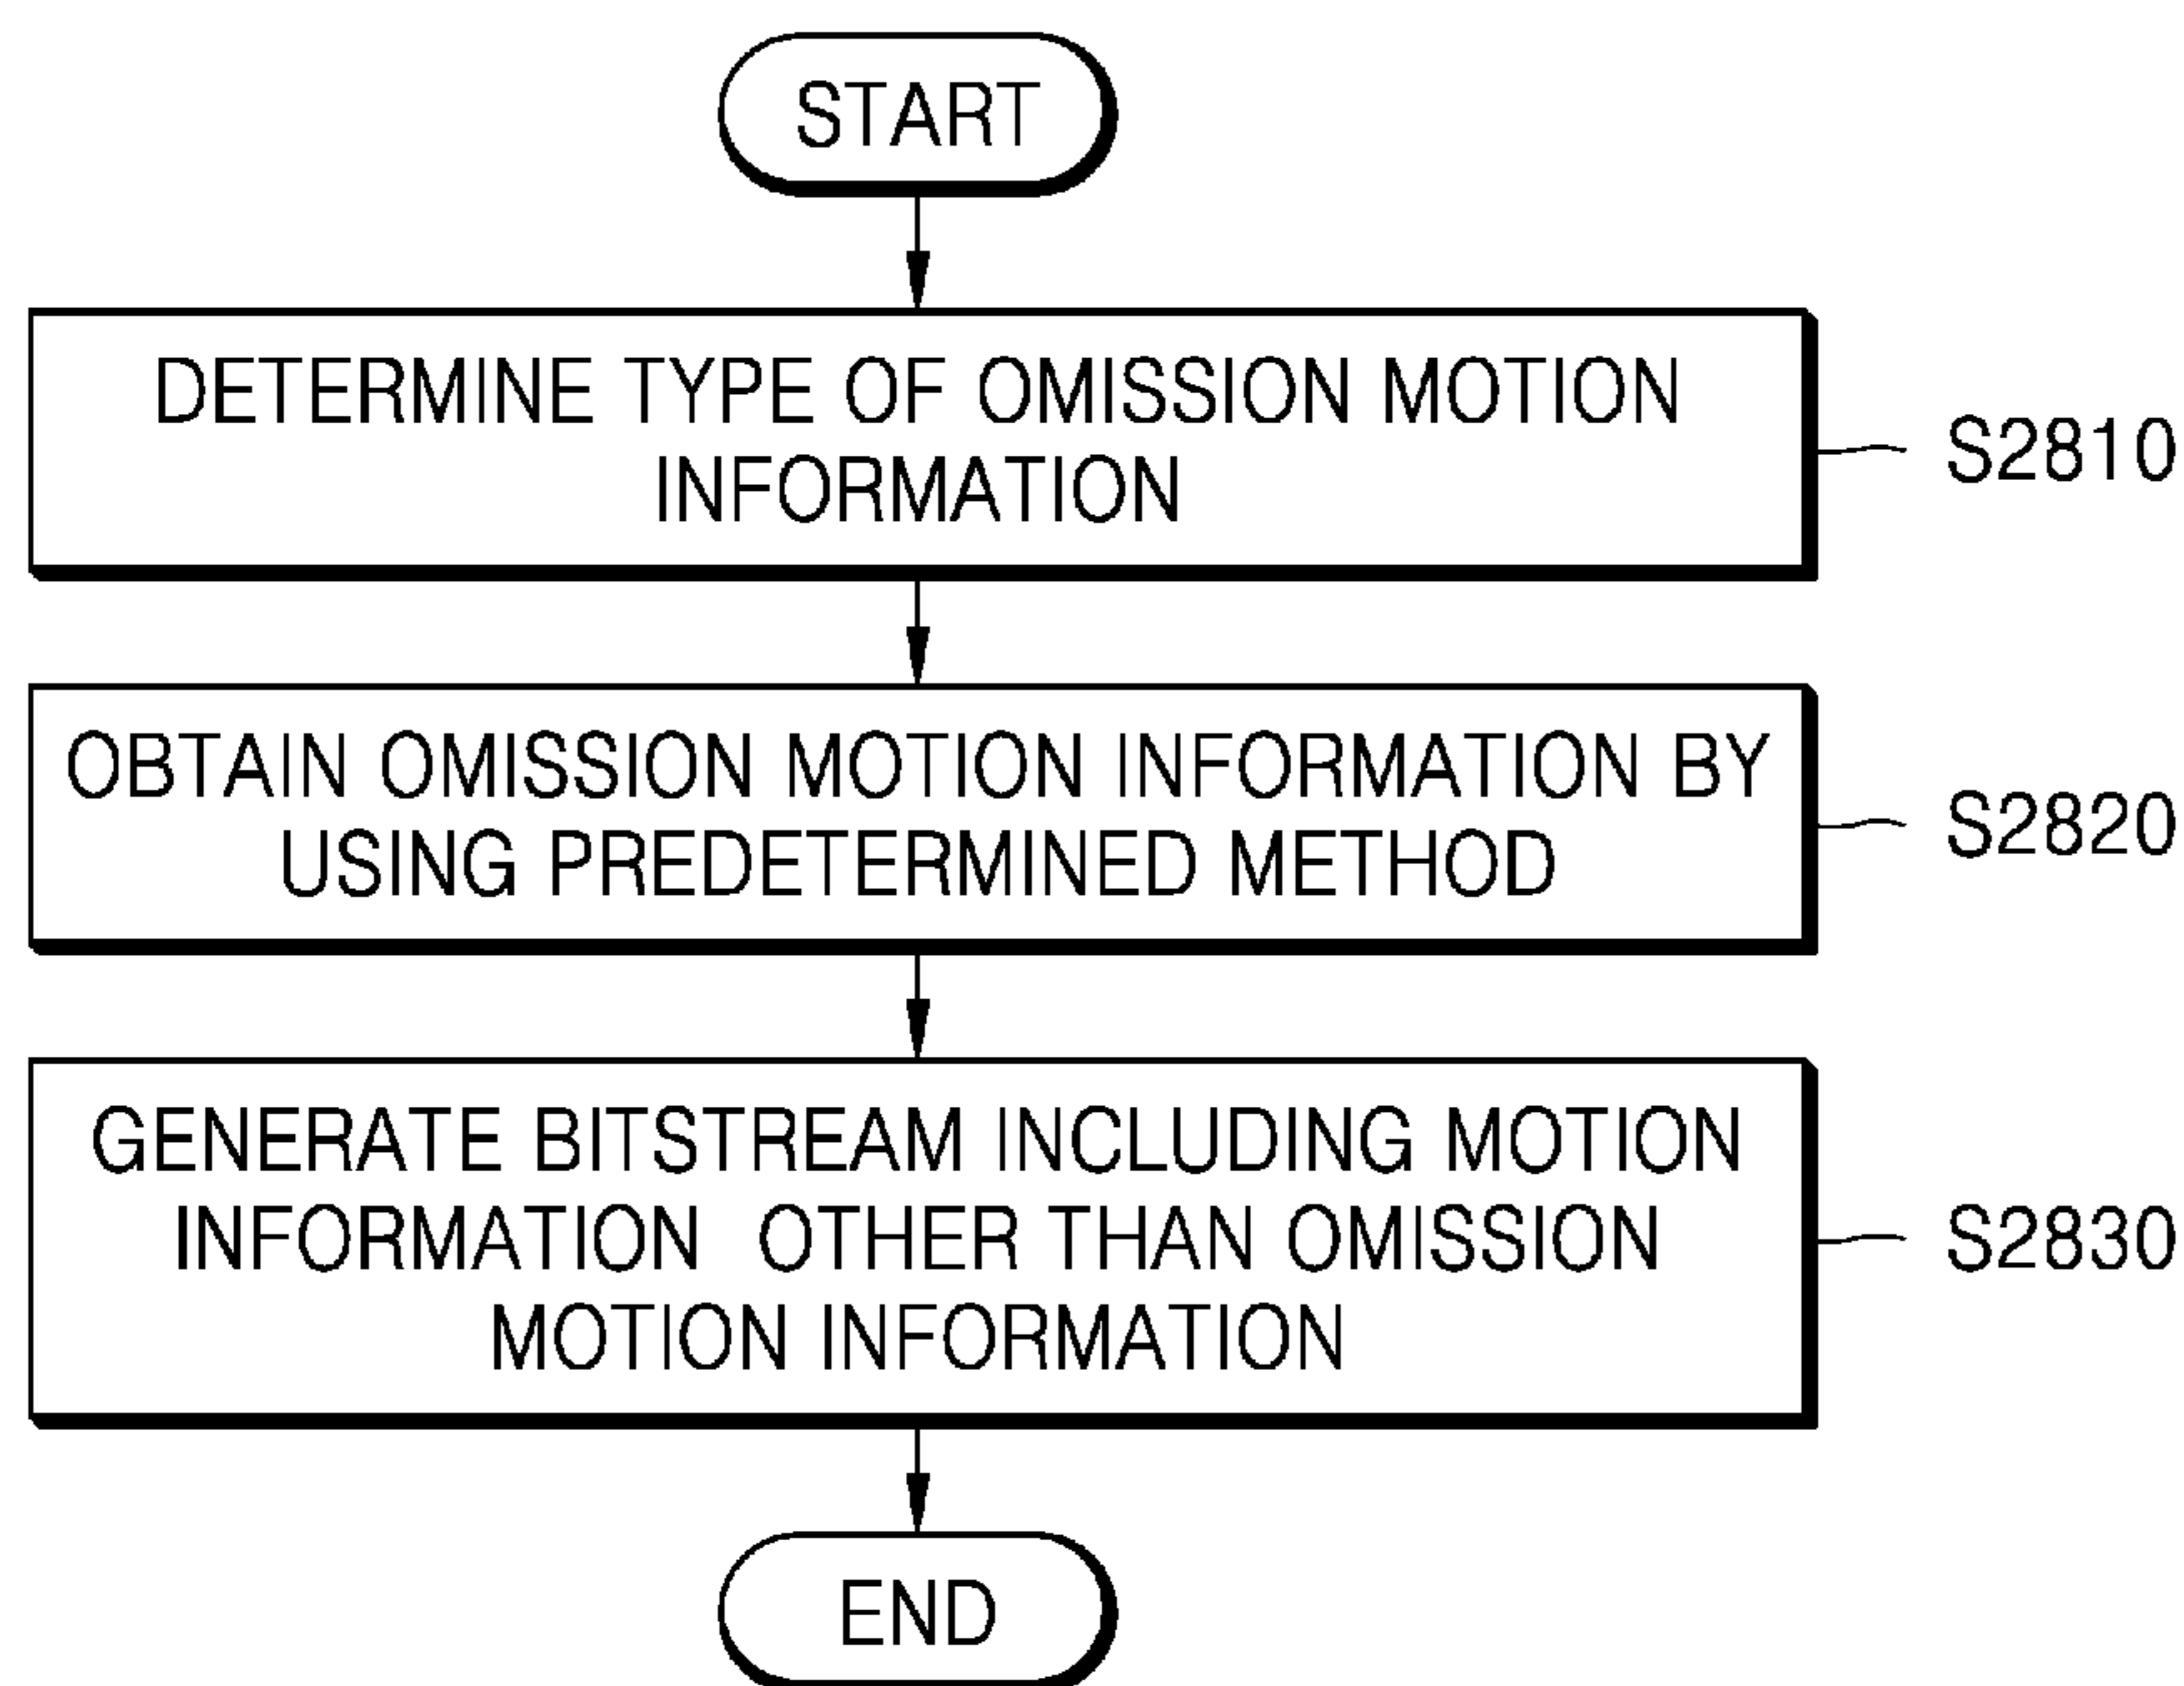 START
DETERMINE TYPE OF OMISSION MOTION
INFORMATION
S2810
OBTAIN OMISSION MOTION INFORMATION BY
USING PREDETERMINED METHOD
S2820
GENERATE BITSTREAM INCLUDING MOTION
INFORMATION OTHER THAN OMISSION
MOTION INFORMATION
S2830
END